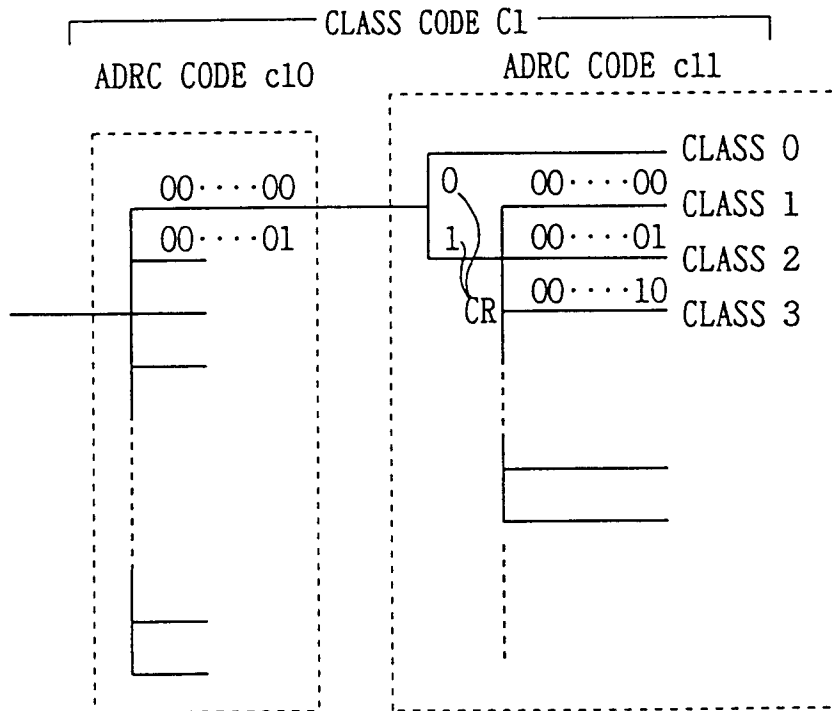 CLASS CODE C1
ADRC CODE c10
ADRC CODE c11
CLASS 0
00····00
0
00····00
CLASS 1
00····01
1
00····01
CLASS 2
CR
00····10
CLASS 3